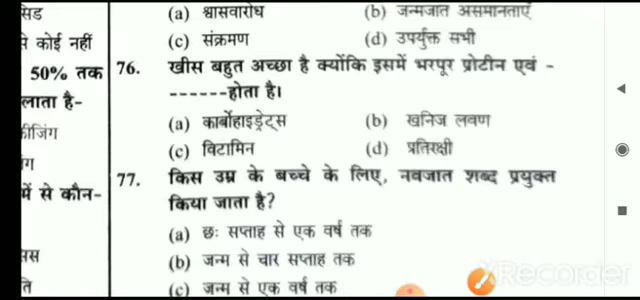 सिड
(a) श्वासवारोध (b) जन्मजात असमानताएँ
से कोई नहीं
(c) संक्रमण (d) उपर्युक्त सभी
50% तक
76. खीस बहुत अच्छा है क्योंकि इसमें भरपूर प्रोटीन एवं -
------होता है।
लाता है-
(a) कार्बोहाइड्रेट्स (b) खनिज लवण
ीजिंग
(c) विटामिन (d) प्रतिरक्षी
ंग
77. किस उम्र के बच्चे के लिए, नवजात शब्द प्रयुक्त
में से कौन-
किया जाता है?
(a) छः सप्ताह से एक वर्ष तक
(b) जन्म से चार सप्ताह तक
(c) जन्म से एक वर्ष तक
XRecorder